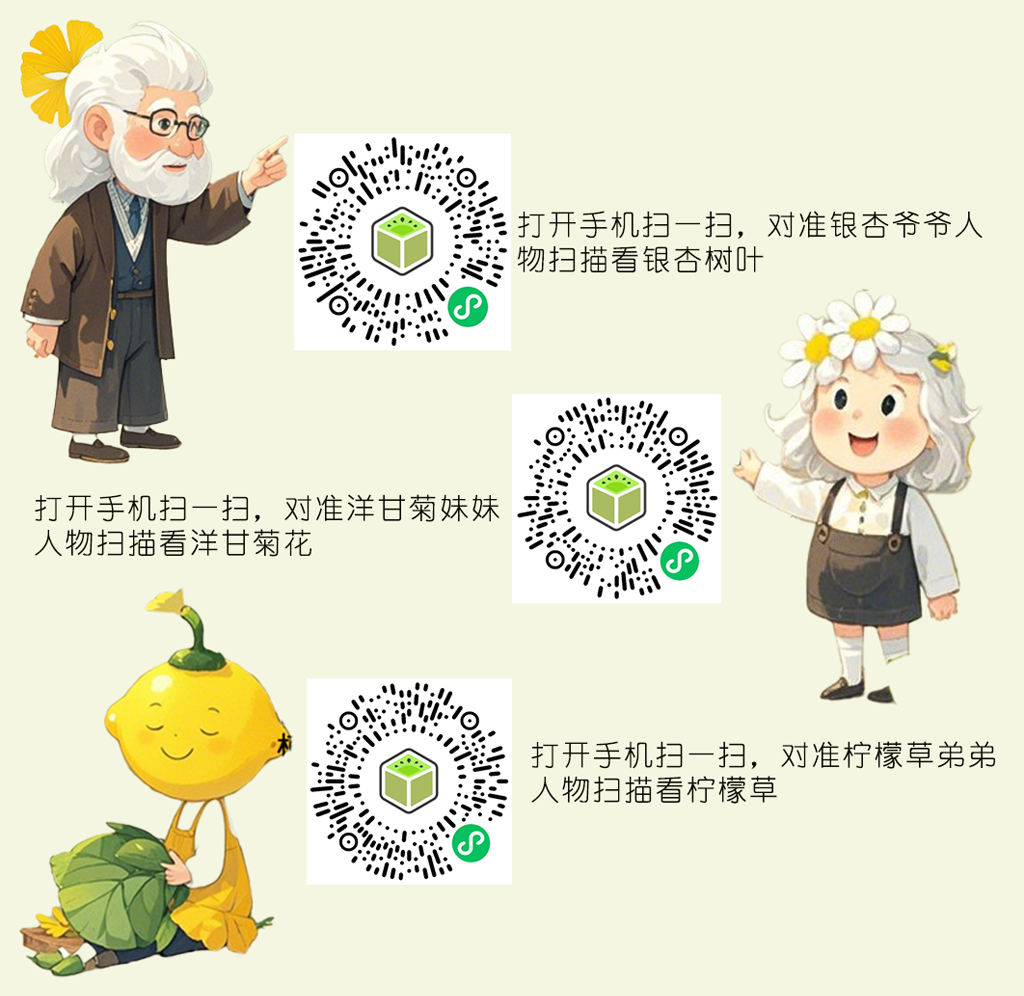 打开手机扫一扫，对准银杏爷爷人
物扫描看银杏树叶
打开手机扫一扫，对准洋甘菊妹妹
人物扫描看洋甘菊花
打开手机扫一扫，对准柠檬草弟弟
人物扫描看柠檬草